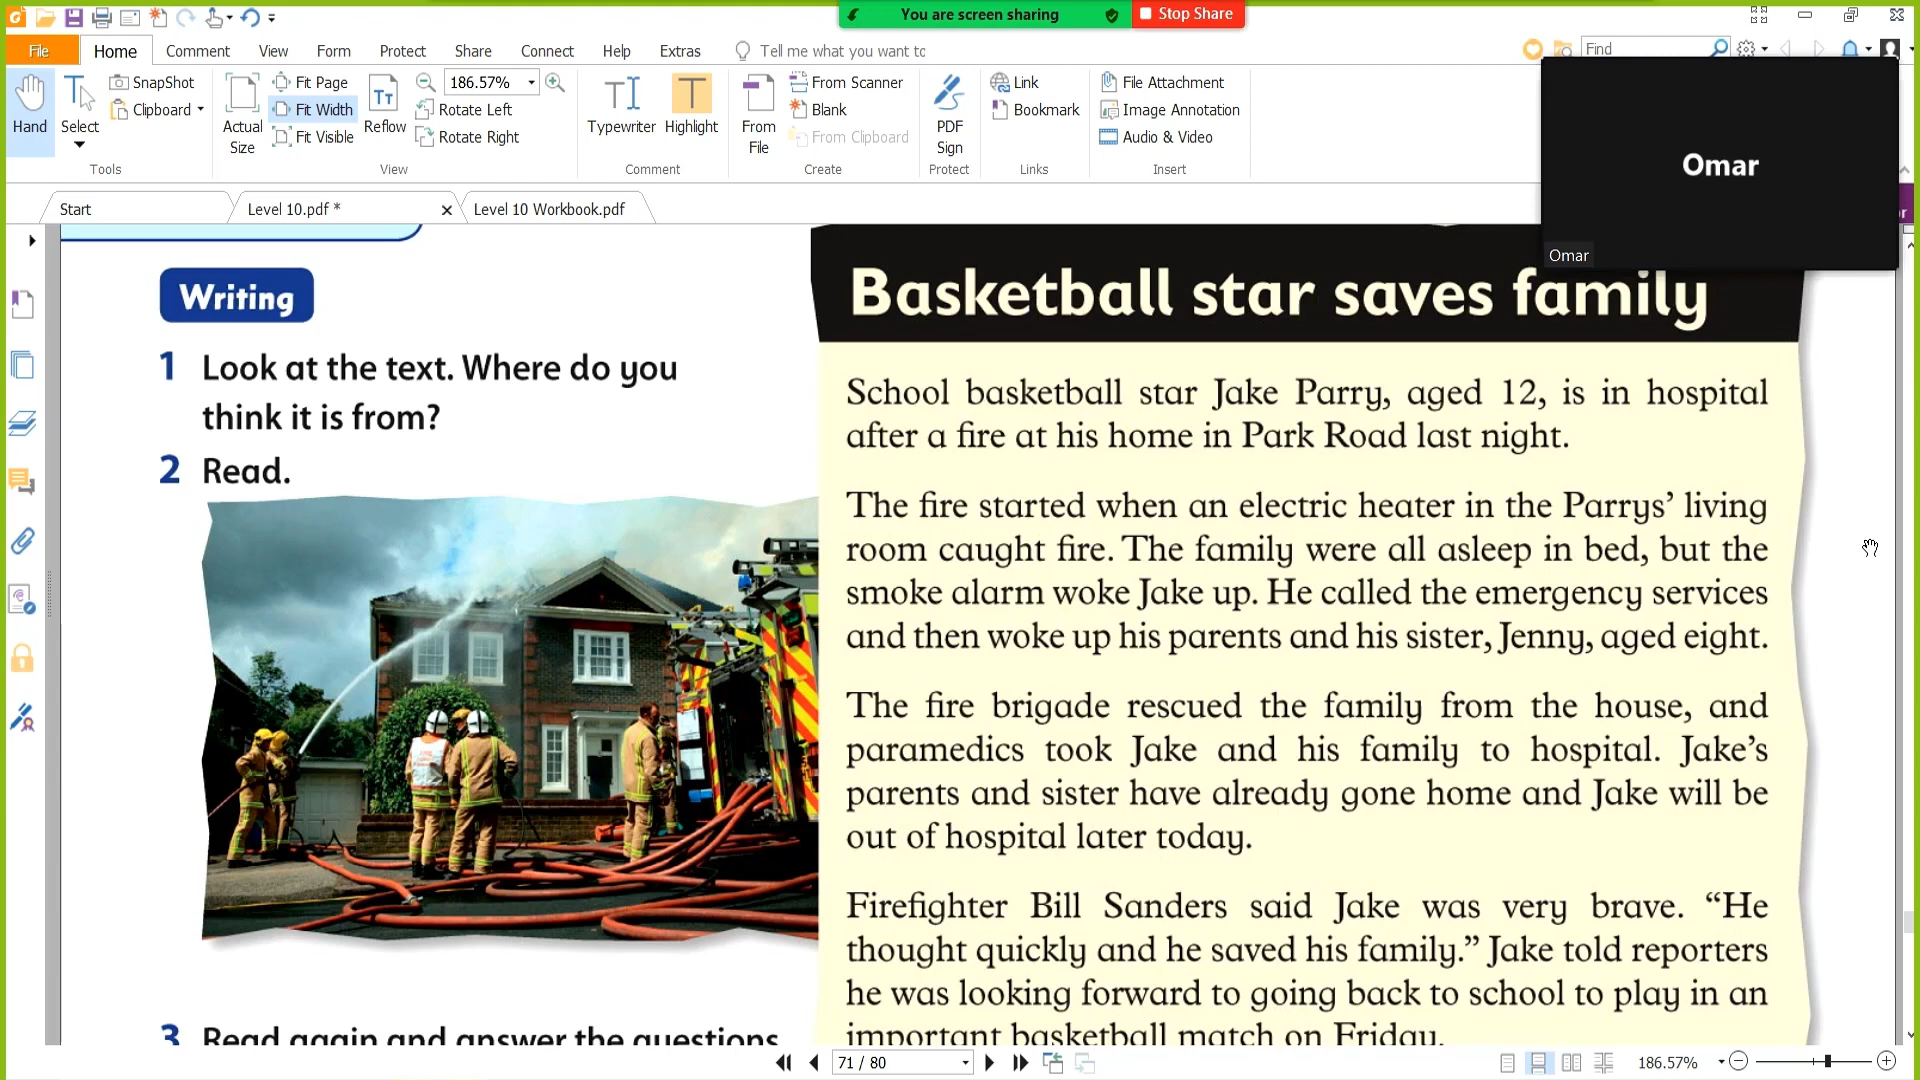 You are screen sharing
Stop Share
File
Home
Comment
View
Form
Protect
Share
Connect
Help
Extras
Tell me what you want to
Find
Hand
Select
SnapShot
Clipboard
Tools
Actual
Size
Fit Page
Fit Width
Fit Visible
Reflow
186.57%
Rotate Left
Rotate Right
View
Typewriter
Highlight
Comment
From
File
From Scanner
Blank
From Clipboard
Create
PDF
Sign
Protect
Link
Bookmark
Links
File Attachment
Image Annotation
Audio & Video
Insert
Omar
Omar
Start
Level 10.pdf *
Level 10 Workbook.pdf
Writing
1 Look at the text. Where do you
think it is from?
2 Read.
3 Read again and answer the questions
Basketball star saves family
School basketball star Jake Parry, aged 12, is in hospital
after a fire at his home in Park Road last night.
The fire started when an electric heater in the Parrys’ living
room caught fire. The family were all asleep in bed, but the
smoke alarm woke Jake up. He called the emergency services
and then woke up his parents and his sister, Jenny, aged eight.
The fire brigade rescued the family from the house, and
paramedics took Jake and his family to hospital. Jake’s
parents and sister have already gone home and Jake will be
out of hospital later today.
Firefighter Bill Sanders said Jake was very brave. “He
thought quickly and he saved his family.” Jake told reporters
he was looking forward to going back to school to play in an
important basketball match on Friday.
71 / 80
186.57%